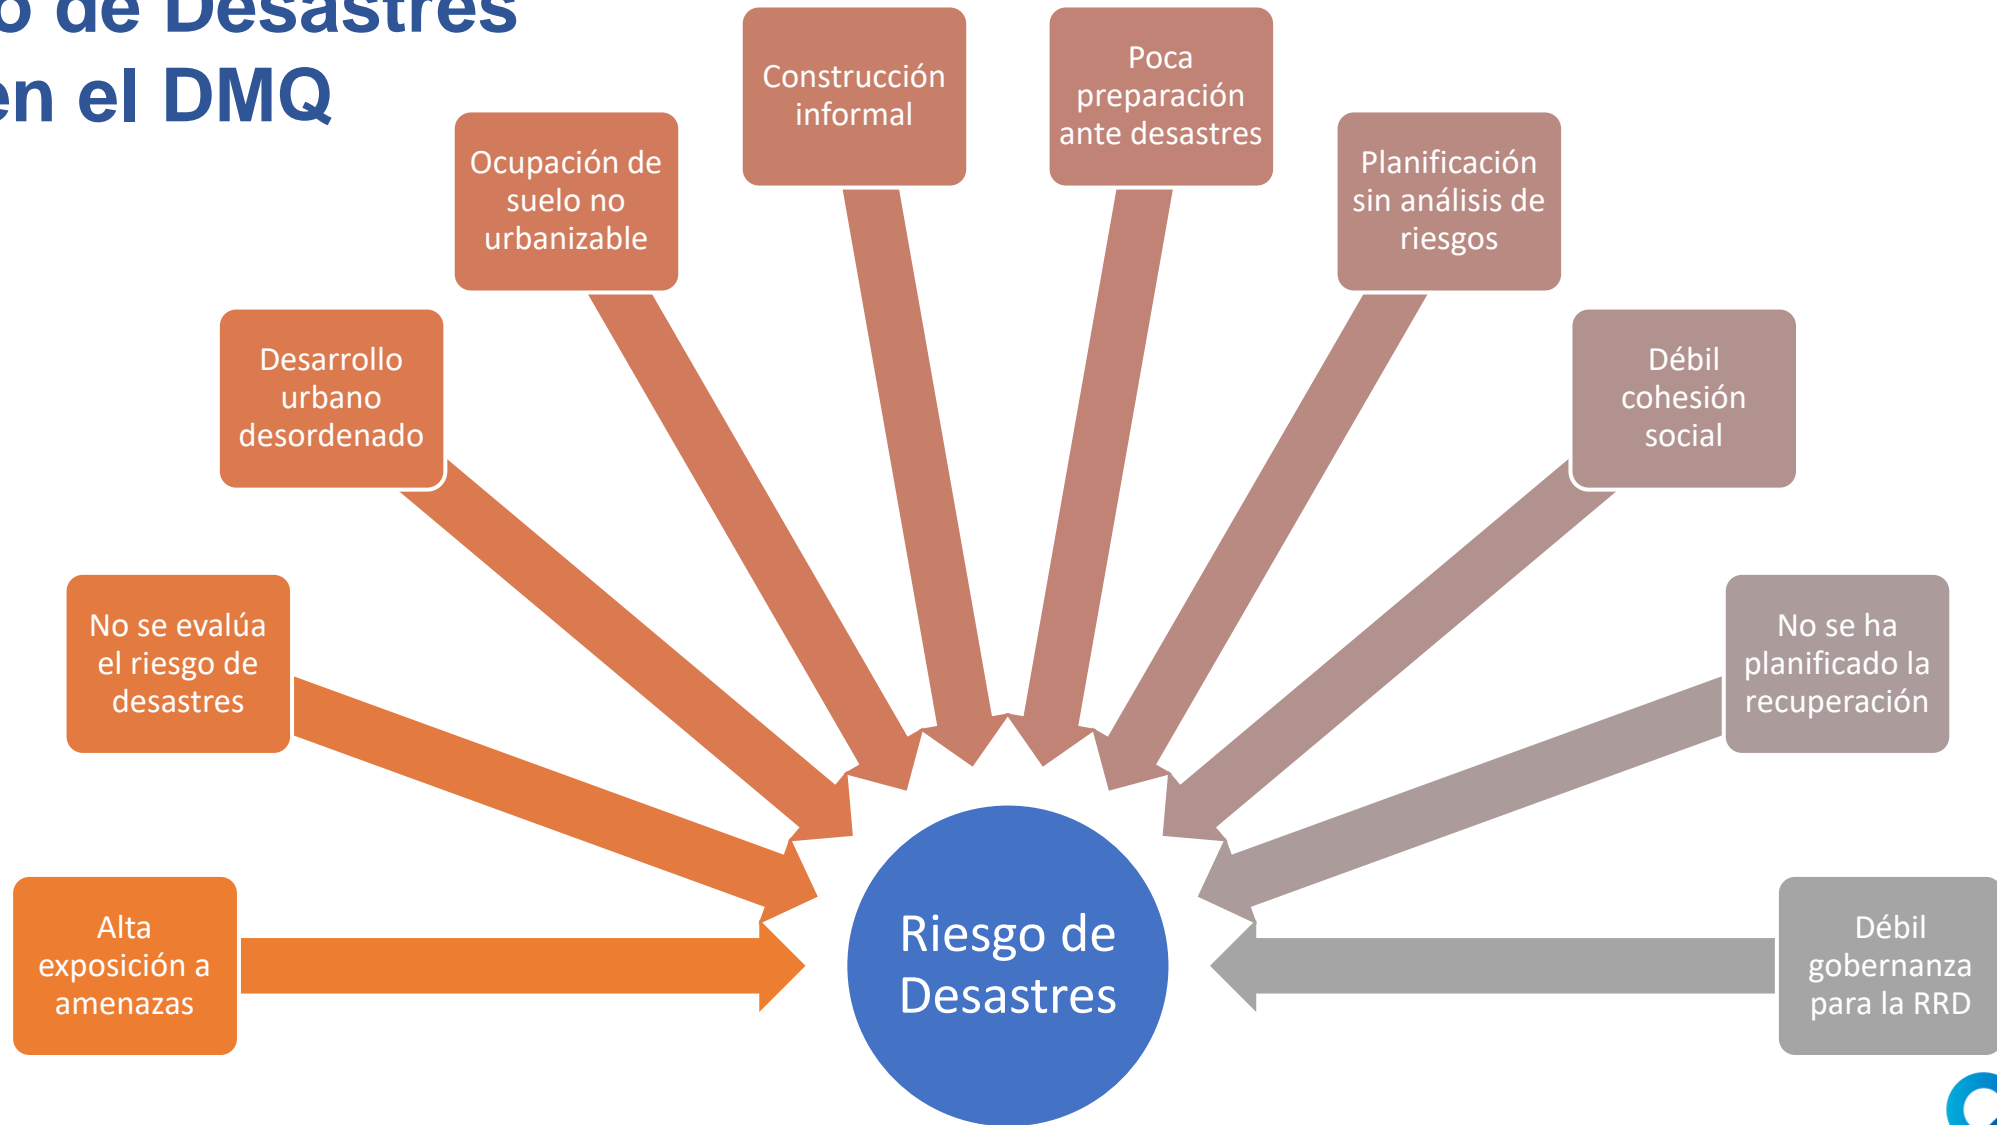 o de Desastres
en el DMQ
Alta
exposición a
amenazas
No se evalúa
el riesgo de
desastres
Desarrollo
urbano
desordenado
Ocupación de
suelo no
urbanizable
Construcción
informal
Poca
preparación
ante desastres
Planificación
sin análisis de
riesgos
Débil
cohesión
social
No se ha
planificado la
recuperación
Débil
gobernanza
para la RRD
Riesgo de
Desastres